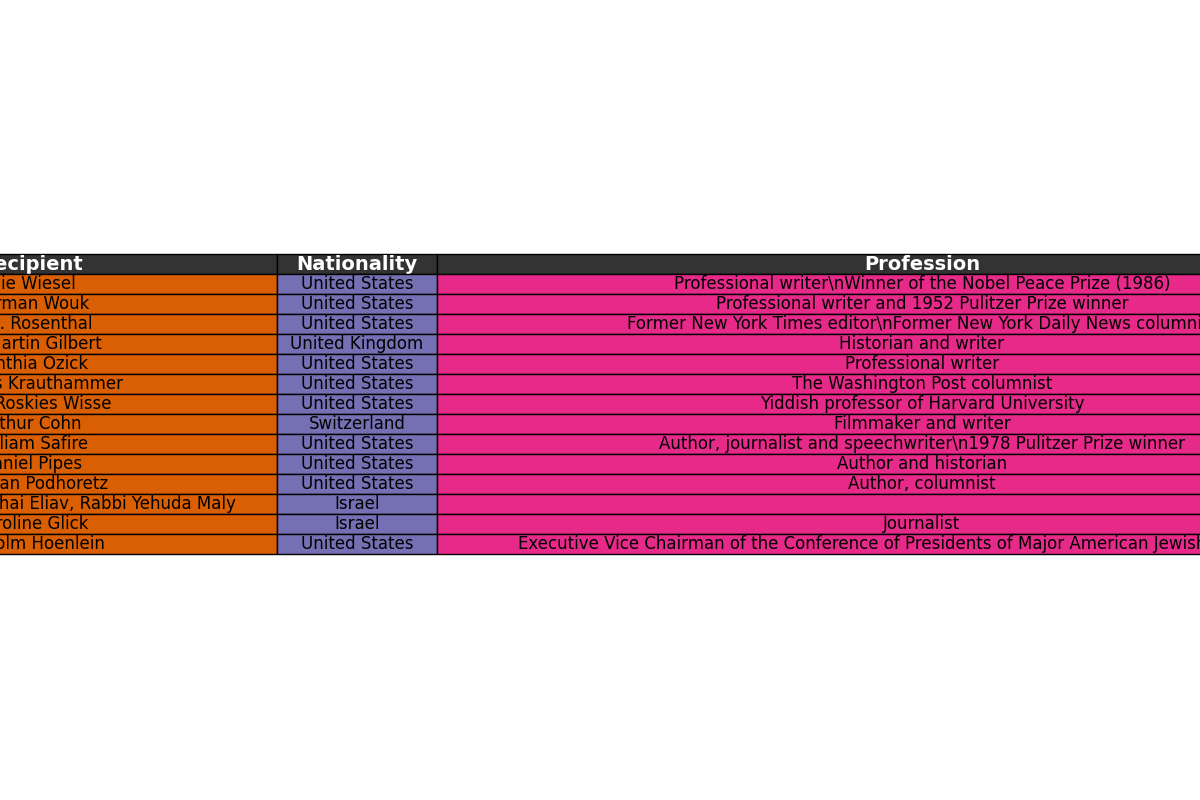 ecipient Nationality Profession
ie Wiesel United States Professional writer\nWinner of the Nobel Peace Prize (1986)
rman Wouk United States Professional writer and 1952 Pulitzer Prize winner
. Rosenthal United States Former New York Times editor\nFormer New York Daily News columni
artin Gilbert United Kingdom Historian and writer
nthia Ozick United States Professional writer
s Krauthammer United States The Washington Post columnist
Roskies Wisse United States Yiddish professor of Harvard University
thur Cohn Switzerland Filmmaker and writer
liam Safire United States Author, journalist and speechwriter\n1978 Pulitzer Prize winner
niel Pipes United States Author and historian
an Podhoretz United States Author, columnist
hai Eliav, Rabbi Yehuda Maly Israel
roline Glick Israel Journalist
olm Hoenlein United States Executive Vice Chairman of the Conference of Presidents of Major American Jewish